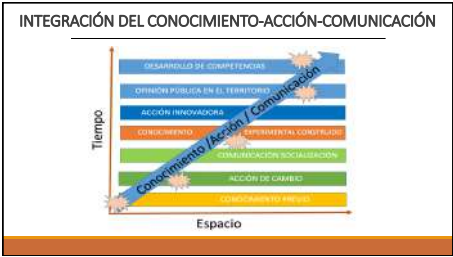 INTEGRACIÓN DEL CONOCIMIENTO-ACCIÓN-COMUNICACIÓN
DESARROLLO DE COMPETENCIAS
OPINIÓN PÚBLICA EN EL TERRITORIO
ACCIÓN INNOVADORA
CONOCIMIENTO EXPERIMENTAL CONSTRUIDO
COMUNICACIÓN SOCIALIZACIÓN
ACCIÓN DE CAMBIO
CONOCIMIENTO PREVIO
Conocimiento /Acción / Comunicación
Tiempo
Espacio